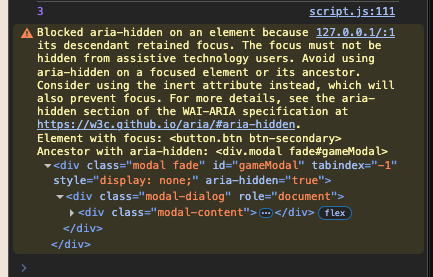 3 script.js:111
Blocked aria-hidden on an element because 127.0.0.1/:1
its descendant retained focus. The focus must not be
hidden from assistive technology users. Avoid using
aria-hidden on a focused element or its ancestor.
Consider using the inert attribute instead, which will
also prevent focus. For more details, see the aria-
hidden section of the WAI-ARIA specification at
https://w3c.github.io/aria/#aria-hidden.
Element with focus: <button.btn btn-secondary>
Ancestor with aria-hidden: <div.modal fade#gameModal>
<div class="modal fade" id="gameModal" tabindex="-1"
style="display: none;" aria-hidden="true">
<div class="modal-dialog" role="document">
<div class="modal-content">⋯</div> flex
</div>
</div>